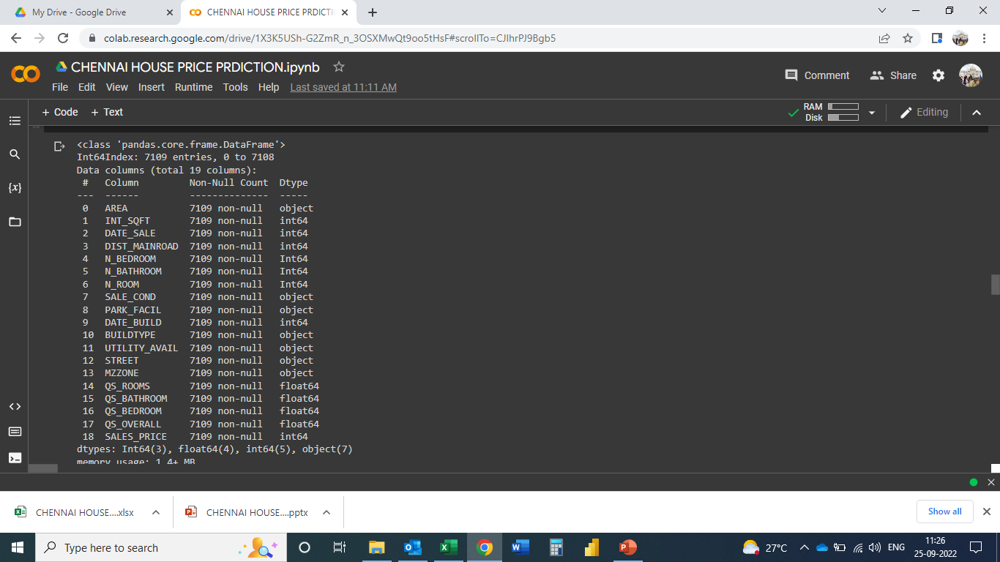 My Drive - Google Drive
CHENNAI HOUSE PRICE PRDICTI
colab.research.google.com/drive/1X3K5USh-G2ZmR_n_3OSXMwQt9oo5tHsF#scrollTo=CJIhrPJ9Bgb5
CHENNAI HOUSE PRICE PRDICTION.ipynb
Comment Share
File Edit View Insert Runtime Tools Help Last saved at 11:11 AM
+ Code + Text
RAM
Disk
Editing
<class 'pandas.core.frame.DataFrame'>
Int64Index: 7109 entries, 0 to 7108
Data columns (total 19 columns):
# Column Non-Null Count Dtype
--- ------ -------------- -----
0 AREA 7109 non-null object
1 INT_SQFT 7109 non-null int64
2 DATE_SALE 7109 non-null int64
3 DIST_MAINROAD 7109 non-null int64
4 N_BEDROOM 7109 non-null Int64
5 N_BATHROOM 7109 non-null Int64
6 N_ROOM 7109 non-null Int64
7 SALE_COND 7109 non-null object
8 PARK_FACIL 7109 non-null object
9 DATE_BUILD 7109 non-null int64
10 BUILDTYPE 7109 non-null object
11 UTILITY_AVAIL 7109 non-null object
12 STREET 7109 non-null object
13 MZZONE 7109 non-null object
14 QS_ROOMS 7109 non-null float64
15 QS_BATHROOM 7109 non-null float64
16 QS_BEDROOM 7109 non-null float64
17 QS_OVERALL 7109 non-null float64
18 SALES_PRICE 7109 non-null int64
dtypes: Int64(3), float64(4), int64(5), object(7)
memory usage: 1.4+ MB
{x}
CHENNAI HOUSE....xlsx
CHENNAI HOUSE....pptx
Show all
Type here to search
27°C
ENG
11:26
25-09-2022